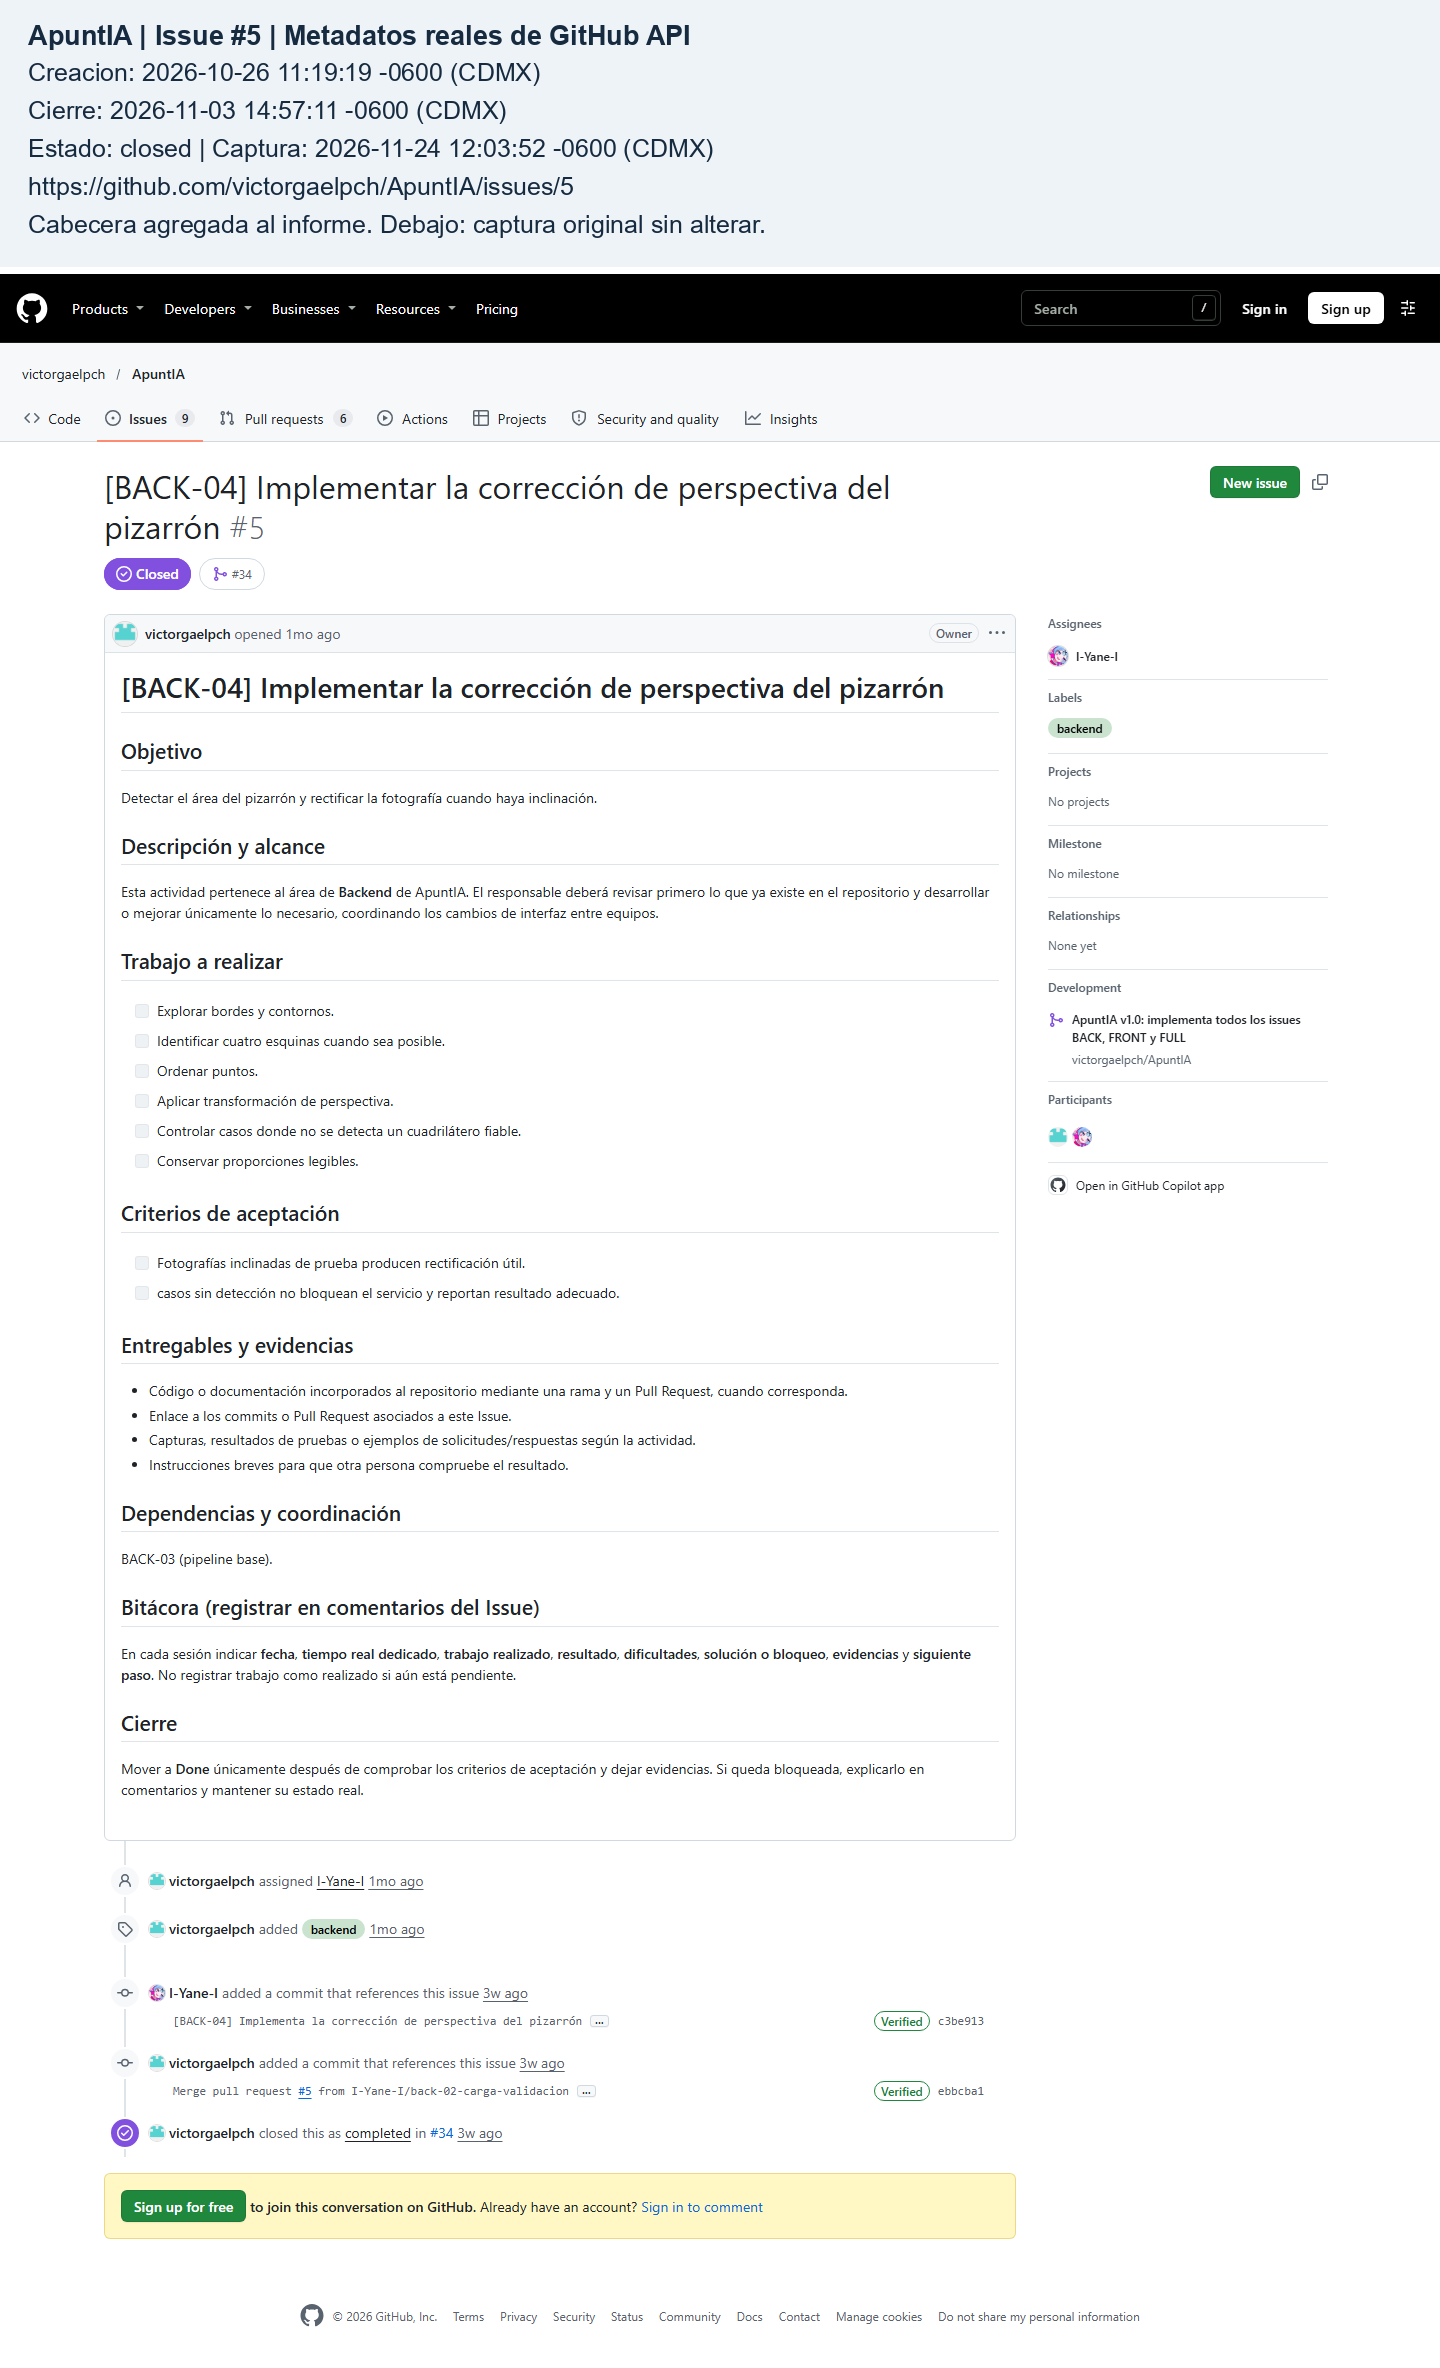 ApuntIA | Issue #5 | Metadatos reales de GitHub API
Creacion: 2026-10-26 11:19:19 -0600 (CDMX)
Cierre: 2026-11-03 14:57:11 -0600 (CDMX)
Estado: closed | Captura: 2026-11-24 12:03:52 -0600 (CDMX)
https://github.com/victorgaelpch/ApuntIA/issues/5
Cabecera agregada al informe. Debajo: captura original sin alterar.
Products Developers Businesses Resources Pricing Search / Sign in Sign up
victorgaelpch / ApuntIA
Code Issues 9 Pull requests 6 Actions Projects Security and quality Insights
[BACK-04] Implementar la corrección de perspectiva del
pizarrón #5
New issue
Closed #34
victorgaelpch opened 1mo ago Owner
[BACK-04] Implementar la corrección de perspectiva del pizarrón
Objetivo
Detectar el área del pizarrón y rectificar la fotografía cuando haya inclinación.
Descripción y alcance
Esta actividad pertenece al área de Backend de ApuntIA. El responsable deberá revisar primero lo que ya existe en el repositorio y desarrollar
o mejorar únicamente lo necesario, coordinando los cambios de interfaz entre equipos.
Trabajo a realizar
Explorar bordes y contornos.
Identificar cuatro esquinas cuando sea posible.
Ordenar puntos.
Aplicar transformación de perspectiva.
Controlar casos donde no se detecta un cuadrilátero fiable.
Conservar proporciones legibles.
Criterios de aceptación
Fotografías inclinadas de prueba producen rectificación útil.
casos sin detección no bloquean el servicio y reportan resultado adecuado.
Entregables y evidencias
Código o documentación incorporados al repositorio mediante una rama y un Pull Request, cuando corresponda.
Enlace a los commits o Pull Request asociados a este Issue.
Capturas, resultados de pruebas o ejemplos de solicitudes/respuestas según la actividad.
Instrucciones breves para que otra persona compruebe el resultado.
Dependencias y coordinación
BACK-03 (pipeline base).
Bitácora (registrar en comentarios del Issue)
En cada sesión indicar fecha, tiempo real dedicado, trabajo realizado, resultado, dificultades, solución o bloqueo, evidencias y siguiente
paso. No registrar trabajo como realizado si aún está pendiente.
Cierre
Mover a Done únicamente después de comprobar los criterios de aceptación y dejar evidencias. Si queda bloqueada, explicarlo en
comentarios y mantener su estado real.
Assignees
I-Yane-I
Labels
backend
Projects
No projects
Milestone
No milestone
Relationships
None yet
Development
ApuntIA v1.0: implementa todos los issues
BACK, FRONT y FULL
victorgaelpch/ApuntIA
Participants
Open in GitHub Copilot app
victorgaelpch assigned I-Yane-I 1mo ago
victorgaelpch added backend 1mo ago
I-Yane-I added a commit that references this issue 3w ago
[BACK-04] Implementa la corrección de perspectiva del pizarrón ... Verified c3be913
victorgaelpch added a commit that references this issue 3w ago
Merge pull request #5 from I-Yane-I/back-02-carga-validacion ... Verified ebbcba1
victorgaelpch closed this as completed in #34 3w ago
Sign up for free to join this conversation on GitHub. Already have an account? Sign in to comment
© 2026 GitHub, Inc. Terms Privacy Security Status Community Docs Contact Manage cookies Do not share my personal information